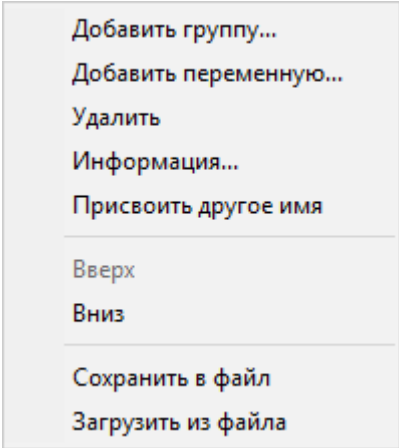 Добавить группу...
Добавить переменную...
Удалить
Информация...
Присвоить другое имя
Вверх
Вниз
Сохранить в файл
Загрузить из файла